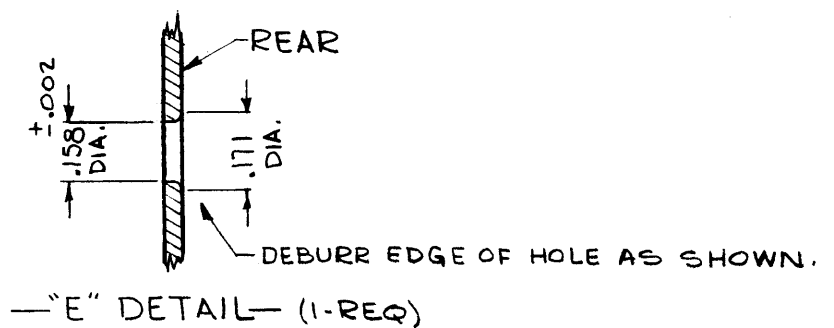 REAR
.158 ±.002
DIA.
.171
DIA.
DEBURR EDGE OF HOLE AS SHOWN.
—"E" DETAIL— (1-REQ)